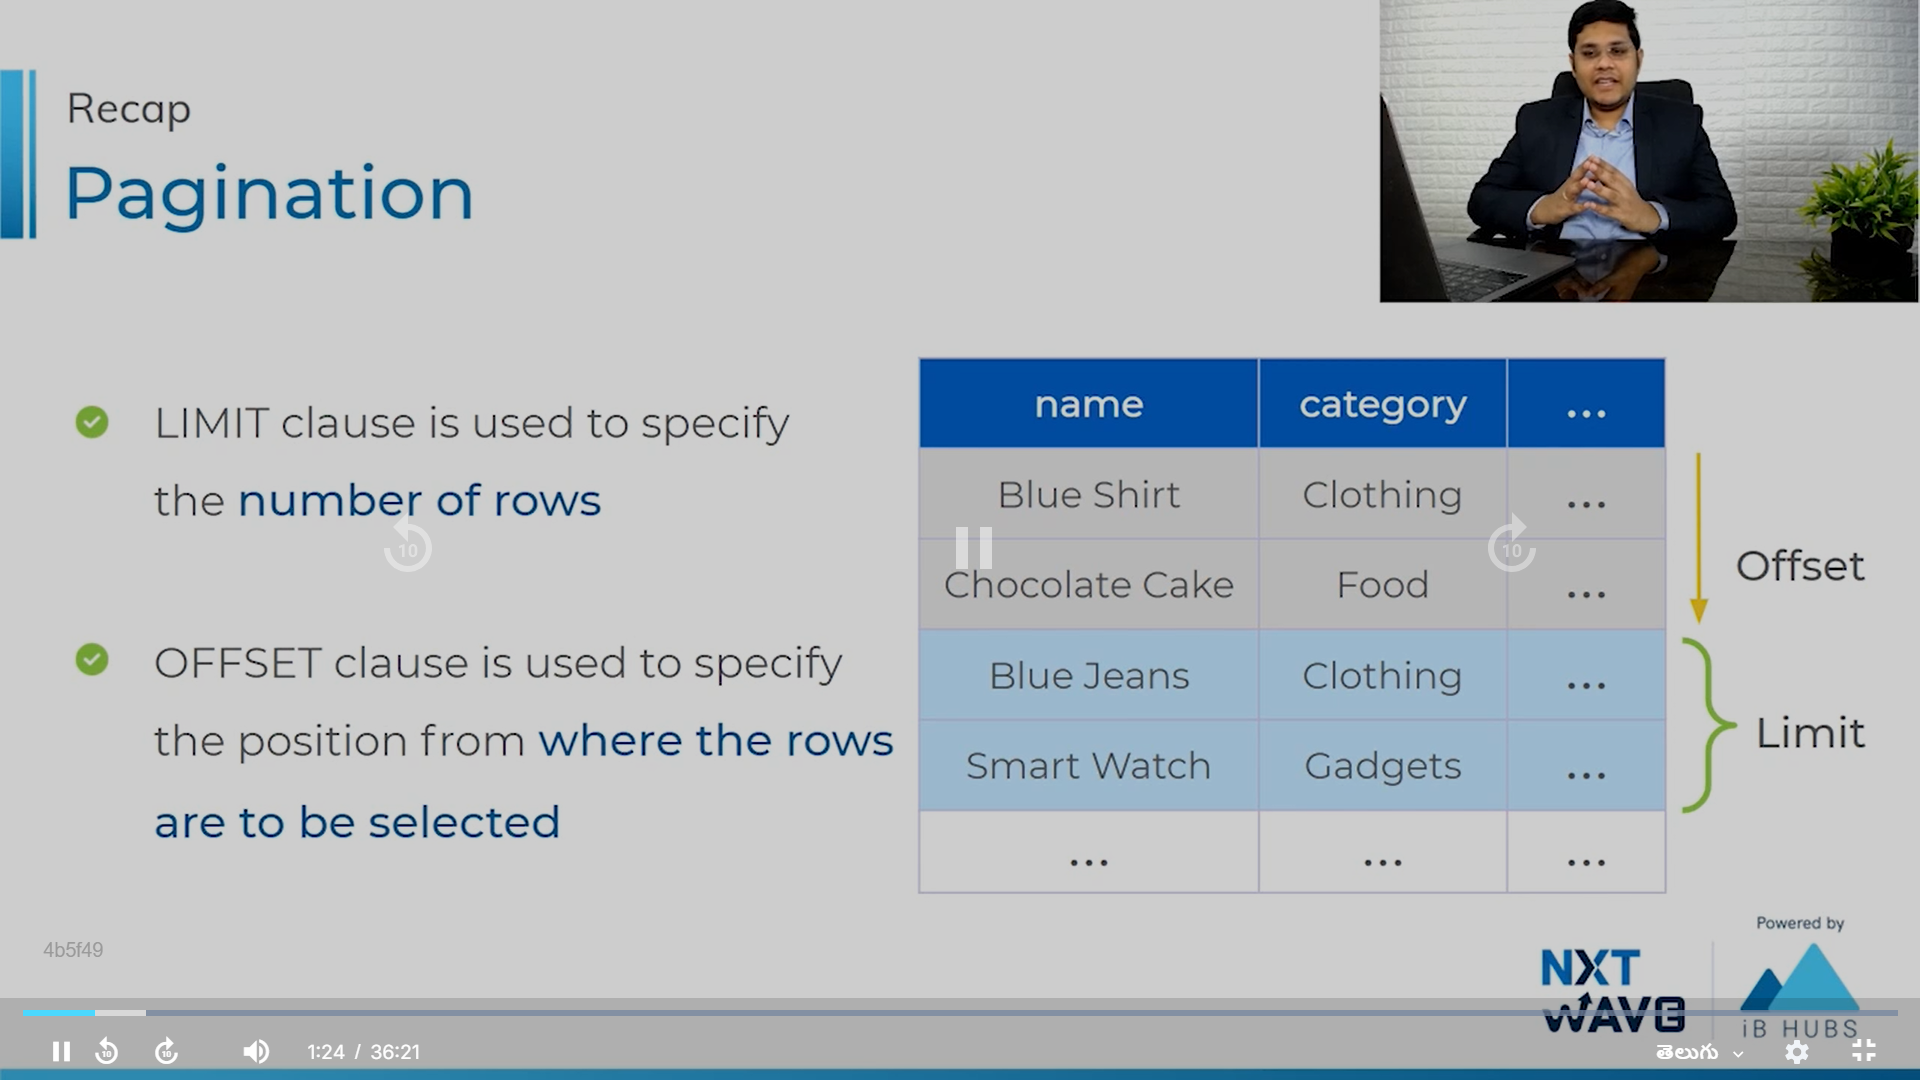 Recap
Pagination
LIMIT clause is used to specify
the number of rows
OFFSET clause is used to specify
the position from where the rows
are to be selected
name category ...
Blue Shirt Clothing ...
Chocolate Cake Food ...
Blue Jeans Clothing ...
Smart Watch Gadgets ...
... ... ...
Offset
Limit
10
10
4b5f49
Powered by
NXT
WAVE
iB HUBS
10 10 1:24 / 36:21
తెలుగు